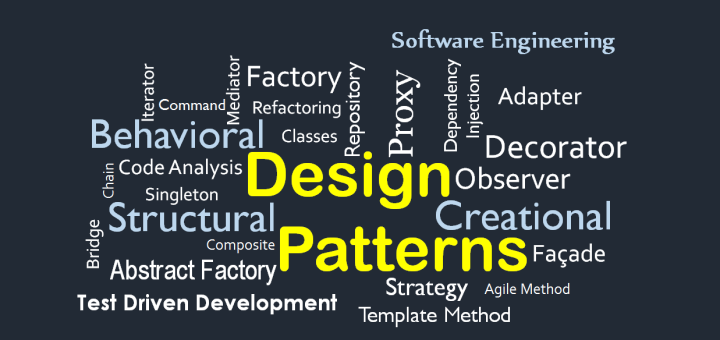 Software Engineering
Iterator
Command
Mediator
Factory
Refactoring
Repository
Proxy
Dependency
Injection
Adapter
Behavioral
Classes
Decorator
Chain
Code Analysis
Design
Observer
Singleton
Structural
Creational
Bridge
Composite
Patterns
Façade
Abstract Factory
Strategy
Agile Method
Test Driven Development
Template Method